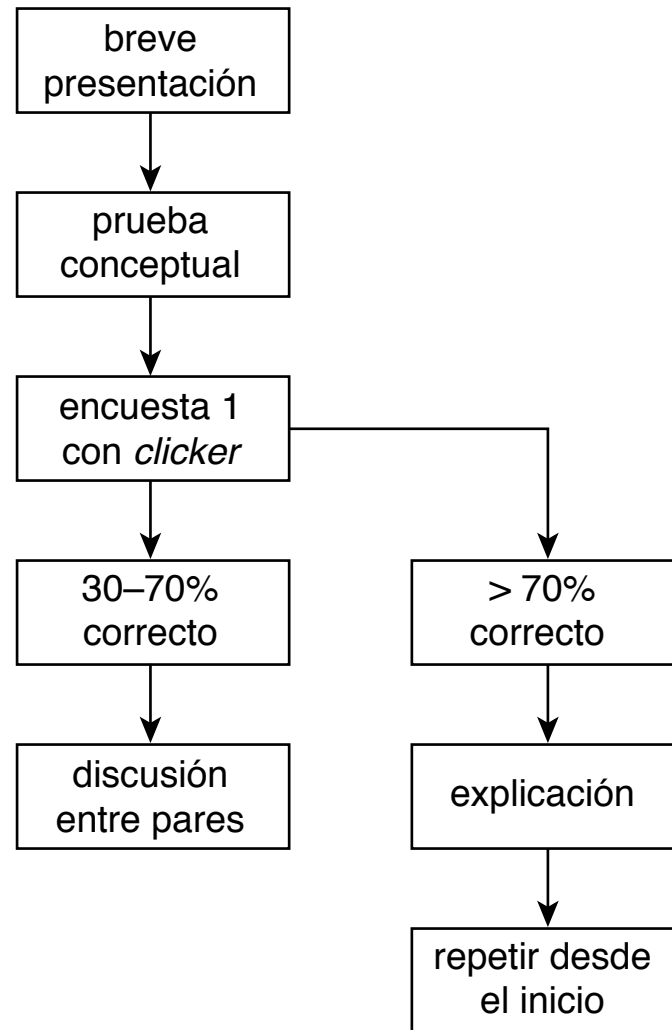 breve
presentación
prueba
conceptual
encuesta 1
con clicker
30–70%
correcto
> 70%
correcto
discusión
entre pares
explicación
repetir desde
el inicio